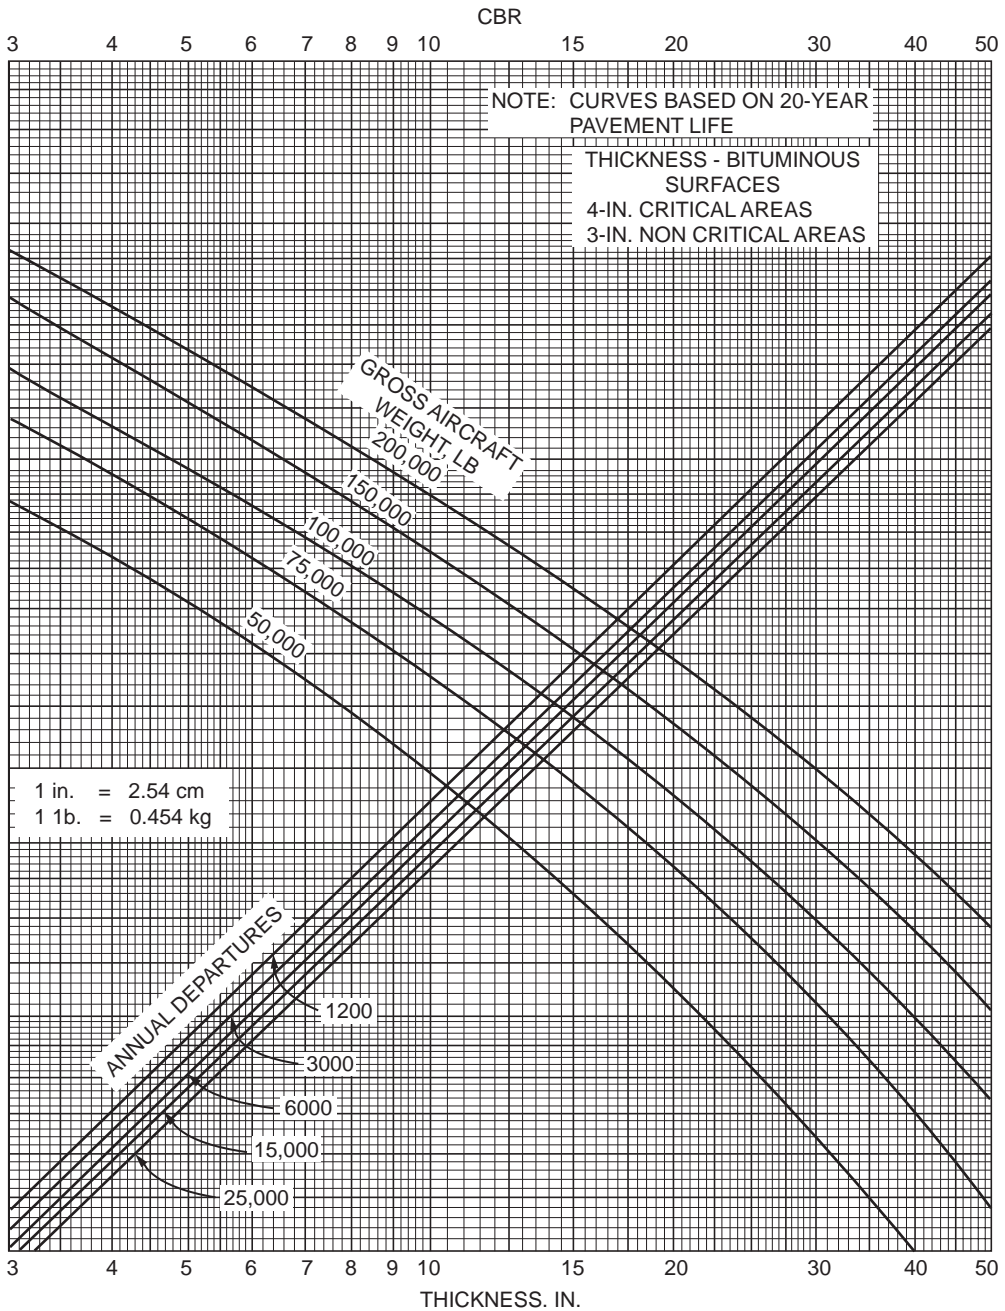 CBR
3 4 5 6 7 8 9 10 15 20 30 40 50
NOTE: CURVES BASED ON 20-YEAR
PAVEMENT LIFE
THICKNESS - BITUMINOUS
SURFACES
4-IN. CRITICAL AREAS
3-IN. NON CRITICAL AREAS
GROSS AIRCRAFT
WEIGHT, LB
200,000
150,000
100,000
75,000
50,000
1 in. = 2.54 cm
1 1b. = 0.454 kg
ANNUAL DEPARTURES
1200
3000
6000
15,000
25,000
3 4 5 6 7 8 9 10 15 20 30 40 50
THICKNESS. IN.